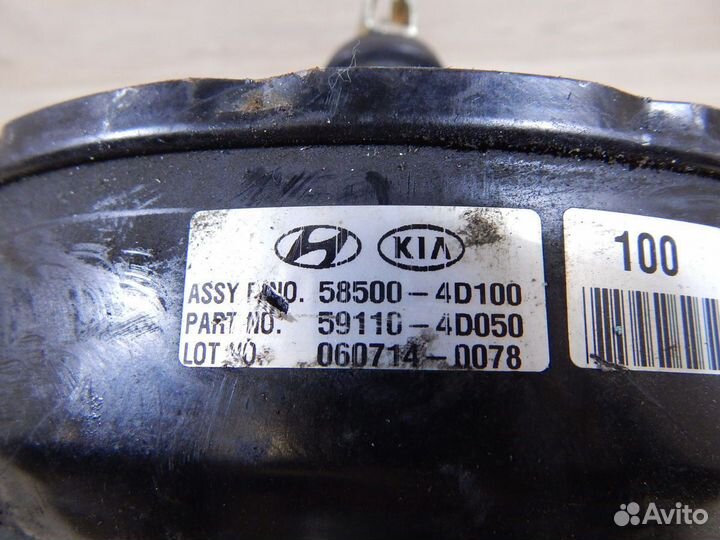 KIA
100
ASSY P/NO. 58500-4D100
PART NO. 59110-4D050
LOT NO. 060714-0078
Avito